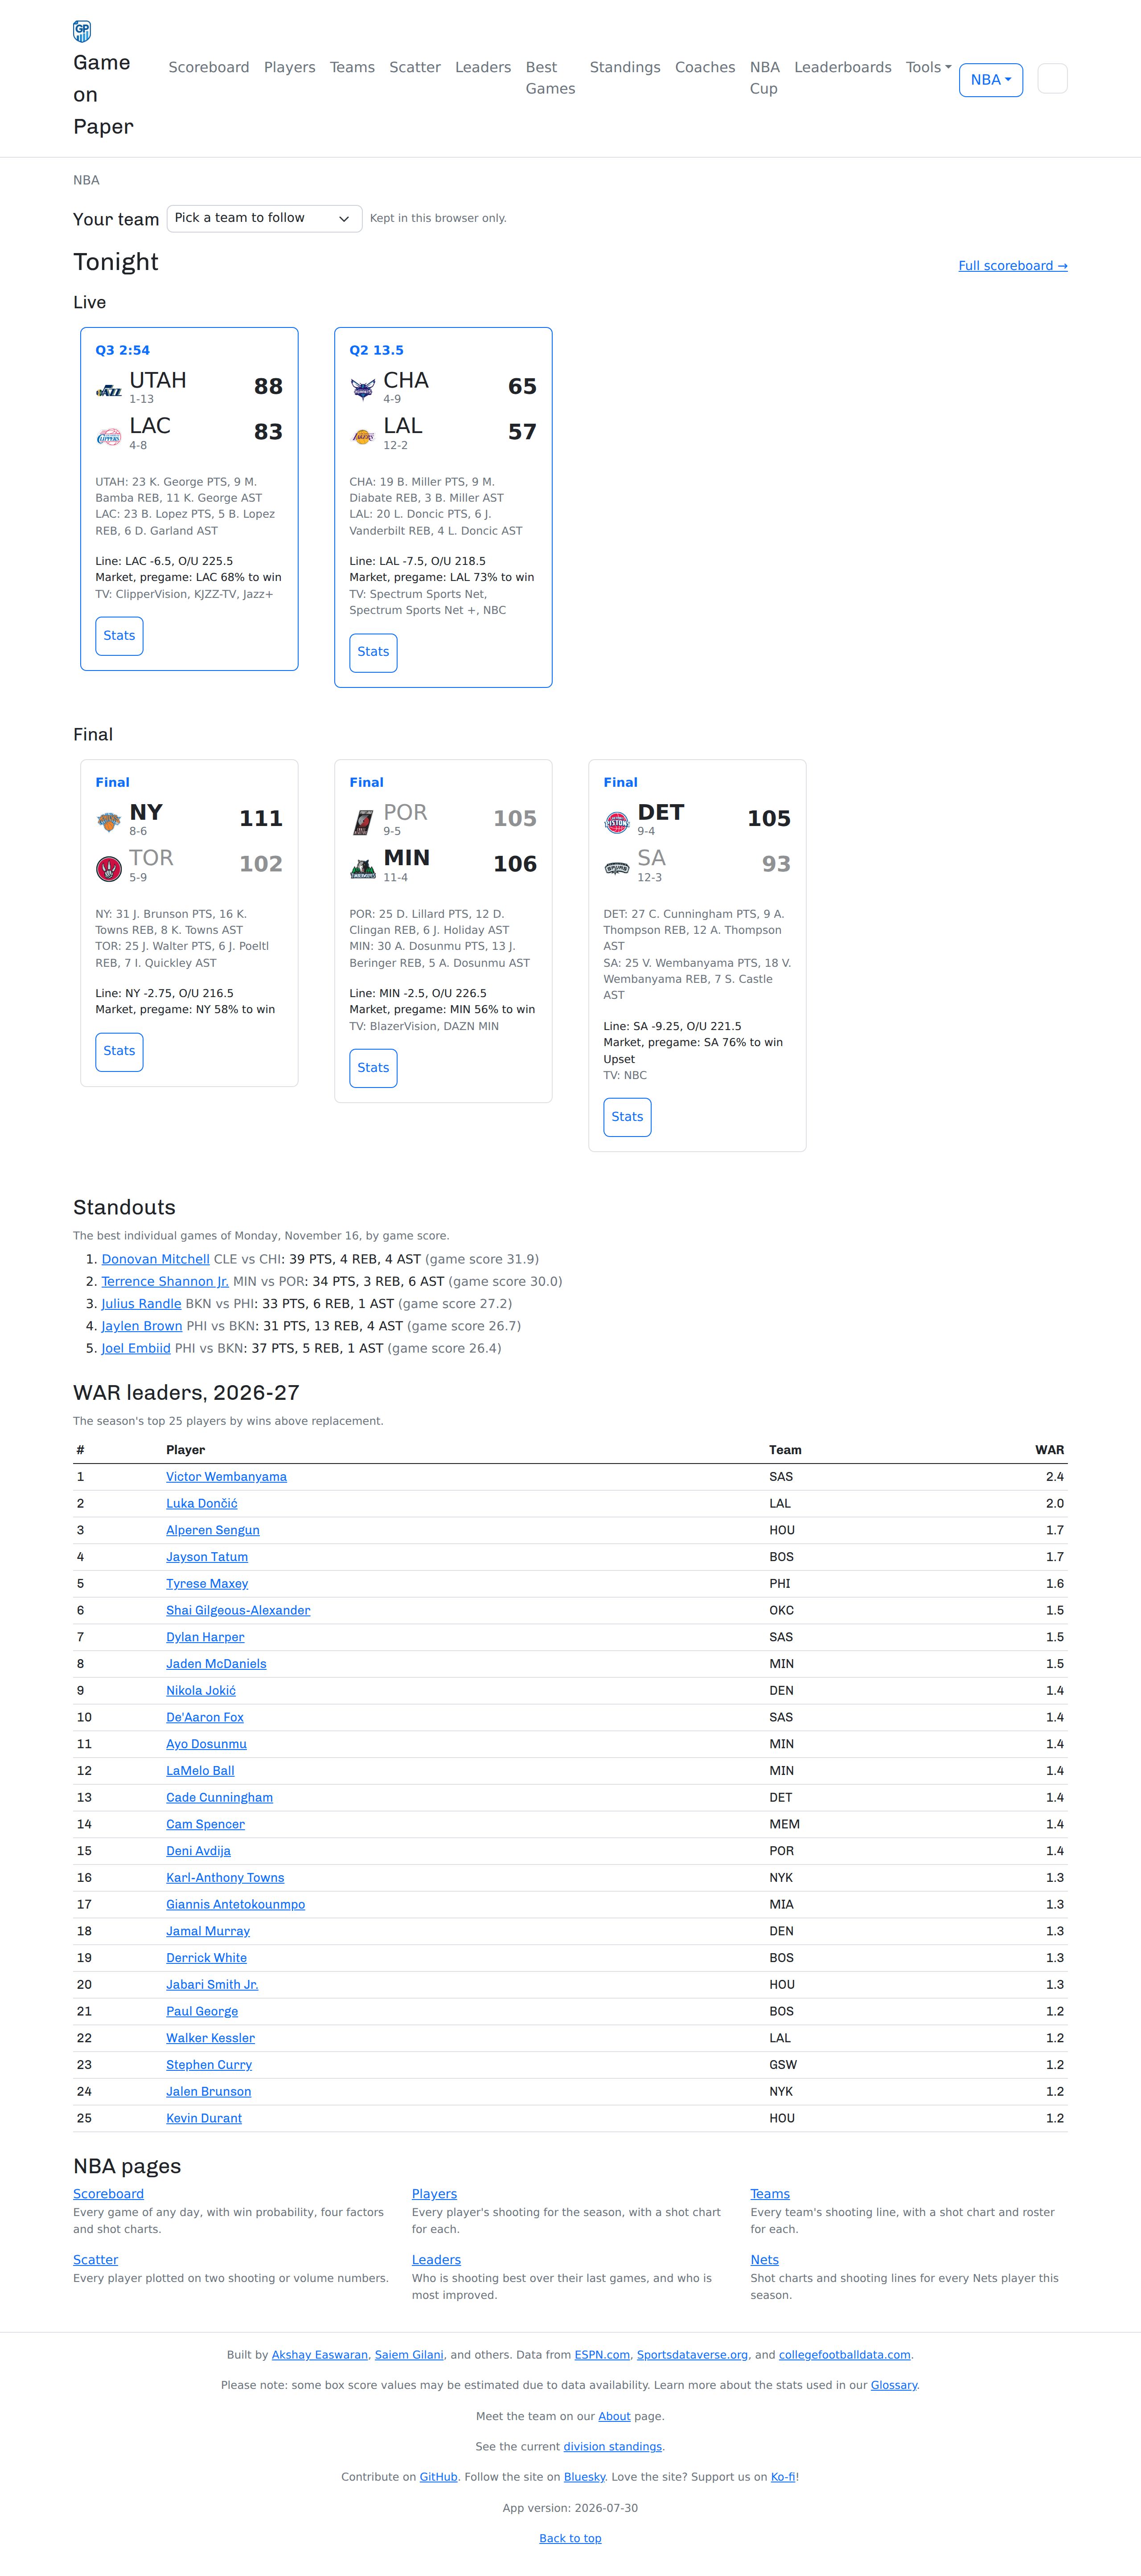 GP
Game
on
Paper
Scoreboard
Players
Teams
Scatter
Leaders
Best
Games
Standings
Coaches
NBA
Cup
Leaderboards
Tools
NBA
NBA
Your team
Pick a team to follow
Kept in this browser only.
Tonight
Full scoreboard →
Live
Q3 2:54
UTAH 88
1-13
LAC 83
4-8
UTAH: 23 K. George PTS, 9 M.
Bamba REB, 11 K. George AST
LAC: 23 B. Lopez PTS, 5 B. Lopez
REB, 6 D. Garland AST
Line: LAC -6.5, O/U 225.5
Market, pregame: LAC 68% to win
TV: ClipperVision, KJZZ-TV, Jazz+
Stats
Q2 13.5
CHA 65
4-9
LAL 57
12-2
CHA: 19 B. Miller PTS, 9 M.
Diabate REB, 3 B. Miller AST
LAL: 20 L. Doncic PTS, 6 J.
Vanderbilt REB, 4 L. Doncic AST
Line: LAL -7.5, O/U 218.5
Market, pregame: LAL 73% to win
TV: Spectrum Sports Net,
Spectrum Sports Net +, NBC
Stats
Final
Final
NY 111
8-6
TOR 102
5-9
NY: 31 J. Brunson PTS, 16 K.
Towns REB, 8 K. Towns AST
TOR: 25 J. Walter PTS, 6 J. Poeltl
REB, 7 I. Quickley AST
Line: NY -2.75, O/U 216.5
Market, pregame: NY 58% to win
Stats
Final
POR 105
9-5
MIN 106
11-4
POR: 25 D. Lillard PTS, 12 D.
Clingan REB, 6 J. Holiday AST
MIN: 30 A. Dosunmu PTS, 13 J.
Beringer REB, 5 A. Dosunmu AST
Line: MIN -2.5, O/U 226.5
Market, pregame: MIN 56% to win
TV: BlazerVision, DAZN MIN
Stats
Final
DET 105
9-4
SA 93
12-3
DET: 27 C. Cunningham PTS, 9 A.
Thompson REB, 12 A. Thompson
AST
SA: 25 V. Wembanyama PTS, 18 V.
Wembanyama REB, 7 S. Castle
AST
Line: SA -9.25, O/U 221.5
Market, pregame: SA 76% to win
Upset
TV: NBC
Stats
Standouts
The best individual games of Monday, November 16, by game score.
1. Donovan Mitchell CLE vs CHI: 39 PTS, 4 REB, 4 AST (game score 31.9)
2. Terrence Shannon Jr. MIN vs POR: 34 PTS, 3 REB, 6 AST (game score 30.0)
3. Julius Randle BKN vs PHI: 33 PTS, 6 REB, 1 AST (game score 27.2)
4. Jaylen Brown PHI vs BKN: 31 PTS, 13 REB, 4 AST (game score 26.7)
5. Joel Embiid PHI vs BKN: 37 PTS, 5 REB, 1 AST (game score 26.4)
WAR leaders, 2026-27
The season's top 25 players by wins above replacement.
# Player Team WAR
1 Victor Wembanyama SAS 2.4
2 Luka Dončić LAL 2.0
3 Alperen Sengun HOU 1.7
4 Jayson Tatum BOS 1.7
5 Tyrese Maxey PHI 1.6
6 Shai Gilgeous-Alexander OKC 1.5
7 Dylan Harper SAS 1.5
8 Jaden McDaniels MIN 1.5
9 Nikola Jokić DEN 1.4
10 De'Aaron Fox SAS 1.4
11 Ayo Dosunmu MIN 1.4
12 LaMelo Ball MIN 1.4
13 Cade Cunningham DET 1.4
14 Cam Spencer MEM 1.4
15 Deni Avdija POR 1.4
16 Karl-Anthony Towns NYK 1.3
17 Giannis Antetokounmpo MIA 1.3
18 Jamal Murray DEN 1.3
19 Derrick White BOS 1.3
20 Jabari Smith Jr. HOU 1.3
21 Paul George BOS 1.2
22 Walker Kessler LAL 1.2
23 Stephen Curry GSW 1.2
24 Jalen Brunson NYK 1.2
25 Kevin Durant HOU 1.2
NBA pages
Scoreboard
Every game of any day, with win probability, four factors
and shot charts.
Players
Every player's shooting for the season, with a shot chart
for each.
Teams
Every team's shooting line, with a shot chart and roster
for each.
Scatter
Every player plotted on two shooting or volume numbers.
Leaders
Who is shooting best over their last games, and who is
most improved.
Nets
Shot charts and shooting lines for every Nets player this
season.
Built by Akshay Easwaran, Saiem Gilani, and others. Data from ESPN.com, Sportsdataverse.org, and collegefootballdata.com.
Please note: some box score values may be estimated due to data availability. Learn more about the stats used in our Glossary.
Meet the team on our About page.
See the current division standings.
Contribute on GitHub. Follow the site on Bluesky. Love the site? Support us on Ko-fi!
App version: 2026-07-30
Back to top